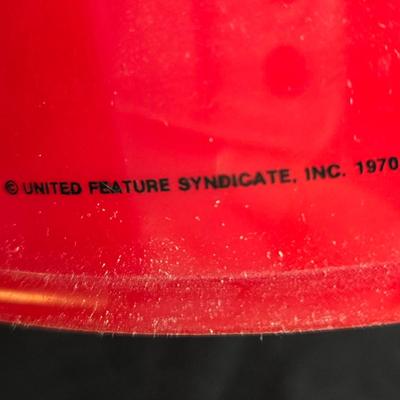 © UNITED FEATURE SYNDICATE, INC. 1970